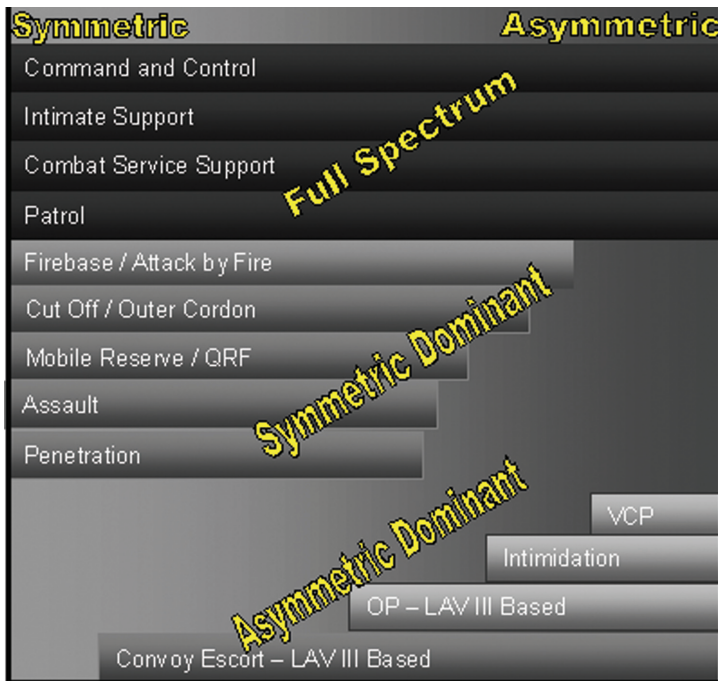 Symmetric
Asymmetric
Command and Control
Intimate Support
Combat Service Support
Full Spectrum
Patrol
Firebase / Attack by Fire
Cut Off / Outer Cordon
Mobile Reserve / QRF
Symmetric Dominant
Assault
Penetration
VCP
Asymmetric Dominant
Intimidation
OP – LAV III Based
Convoy Escort – LAV III Based